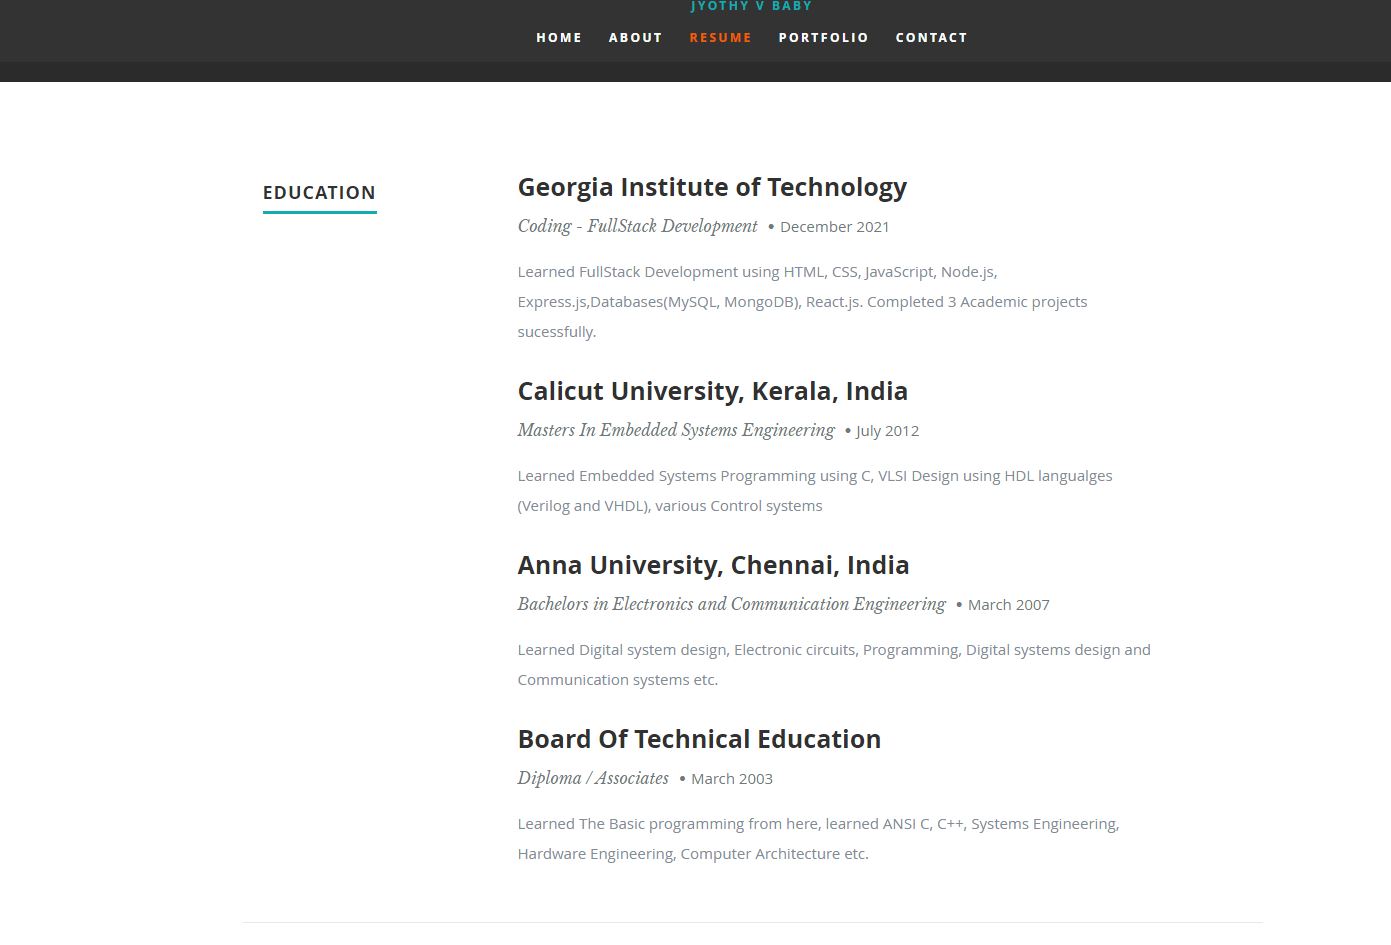 JYOTHY V BABY
HOME ABOUT RESUME PORTFOLIO CONTACT
EDUCATION
Georgia Institute of Technology
Coding - FullStack Development • December 2021
Learned FullStack Development using HTML, CSS, JavaScript, Node.js,
Express.js,Databases(MySQL, MongoDB), React.js. Completed 3 Academic projects
sucessfully.
Calicut University, Kerala, India
Masters In Embedded Systems Engineering • July 2012
Learned Embedded Systems Programming using C, VLSI Design using HDL langualges
(Verilog and VHDL), various Control systems
Anna University, Chennai, India
Bachelors in Electronics and Communication Engineering • March 2007
Learned Digital system design, Electronic circuits, Programming, Digital systems design and
Communication systems etc.
Board Of Technical Education
Diploma / Associates • March 2003
Learned The Basic programming from here, learned ANSI C, C++, Systems Engineering,
Hardware Engineering, Computer Architecture etc.